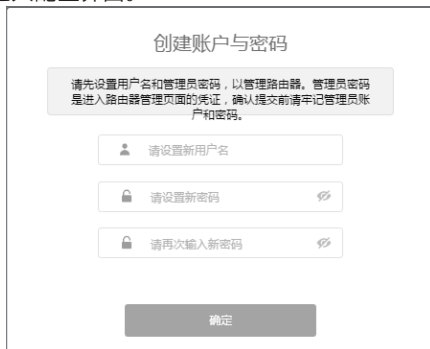 创建账户与密码
请先设置用户名和管理员密码，以管理路由器。管理员密码
是进入路由器管理页面的凭证，确认提交前请牢记管理员账
户和密码。
请设置新用户名
请设置新密码
请再次输入新密码
确定